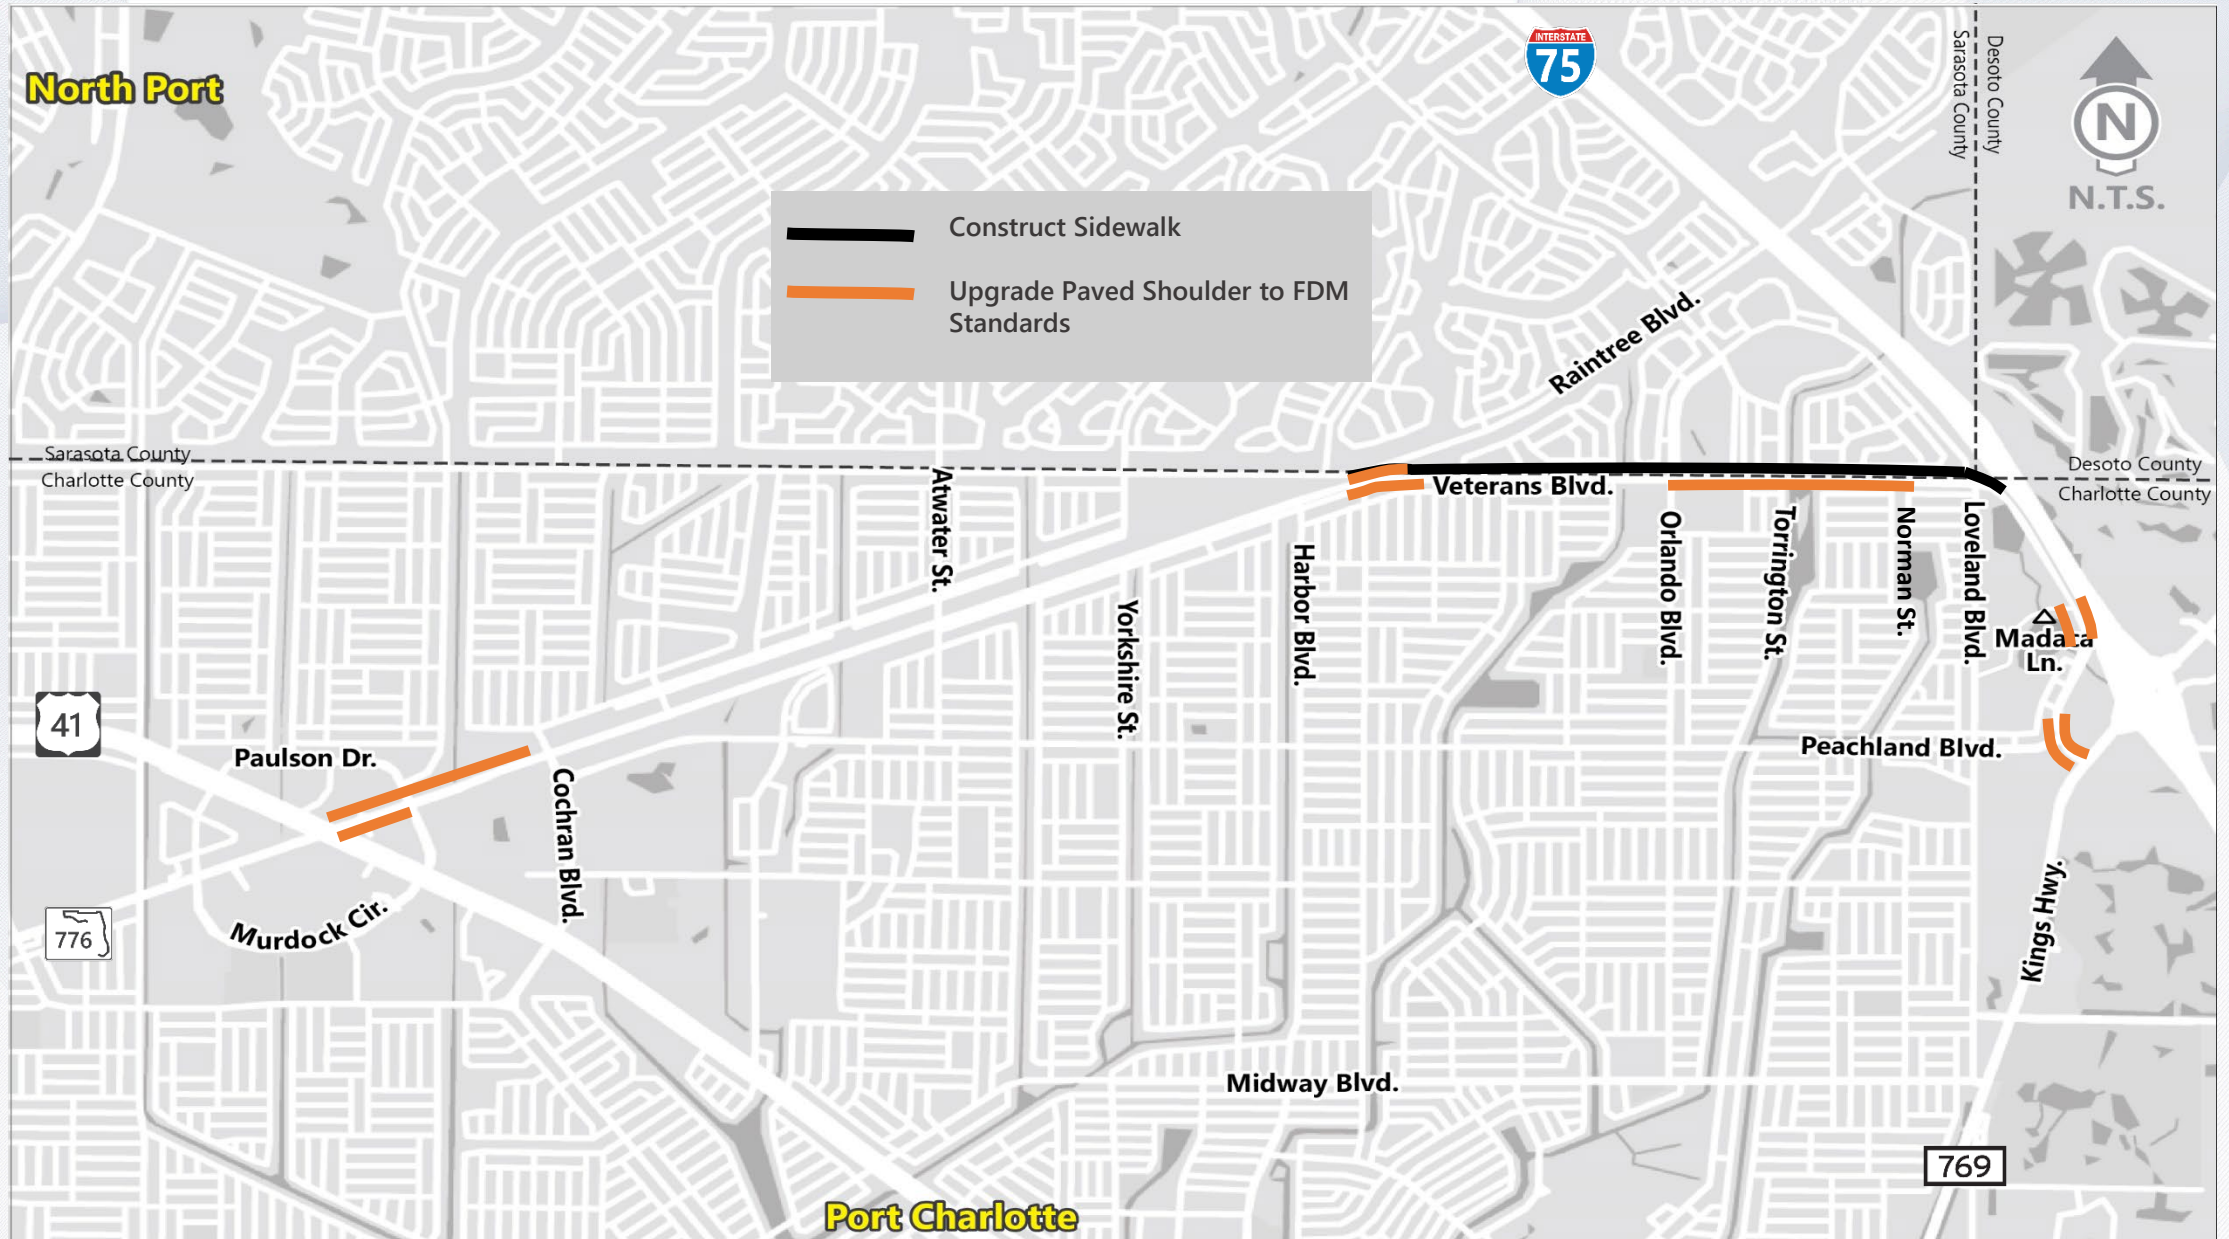 INTERSTATE
75
Sarasota County
Desoto County
N
N.T.S.
North Port
Construct Sidewalk
Upgrade Paved Shoulder to FDM
Standards
Raintree Blvd.
Sarasota County
Charlotte County
Desoto County
Charlotte County
Veterans Blvd.
Atwater St.
Yorkshire St.
Harbor Blvd.
Orlando Blvd.
Torrington St.
Norman St.
Loveland Blvd.
Madaca
Ln.
41
Paulson Dr.
Cochran Blvd.
Peachland Blvd.
Murdock Cir.
776
Kings Hwy.
Midway Blvd.
769
Port Charlotte